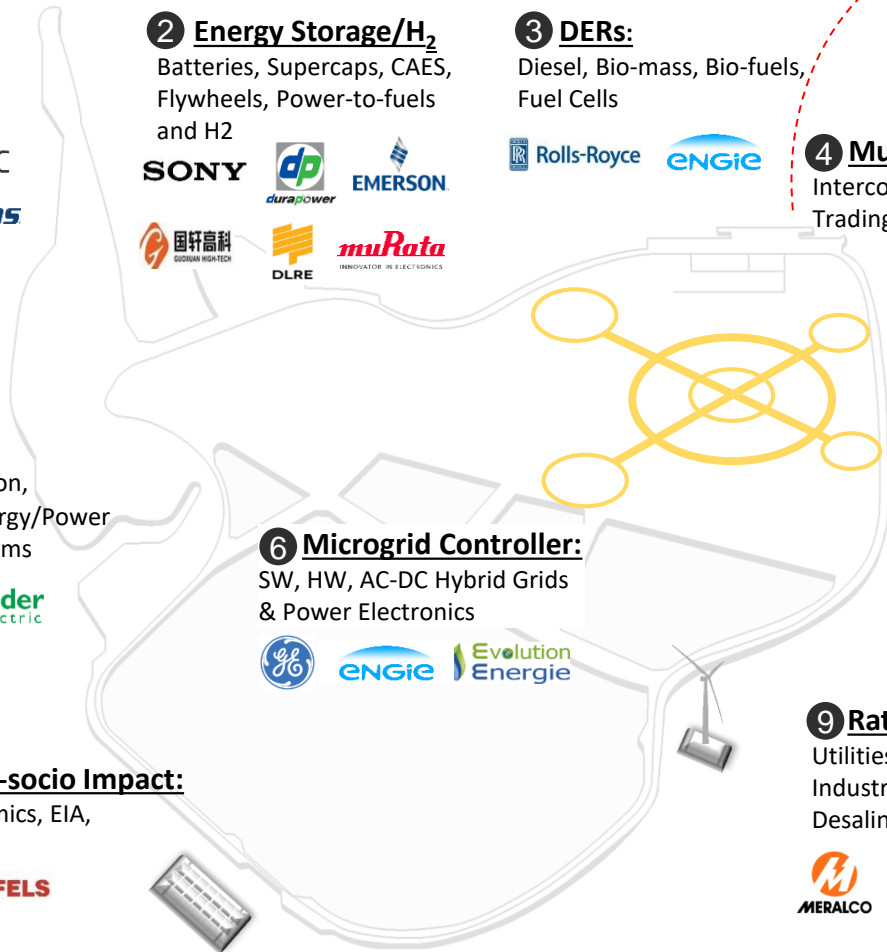 2 Energy Storage/H2
Batteries, Supercaps, CAES,
Flywheels, Power-to-fuels
and H2
SONY
dp
durapower
EMERSON
国轩高科
GUOXUAN HIGH-TECH
DLRE
muRata
INNOVATOR IN ELECTRONICS
3 DERs:
Diesel, Bio-mass, Bio-fuels,
Fuel Cells
RR
Rolls-Royce
ENGIE
4 Mu
Interco
Trading
C
on,
rgy/Power
ms
der
ctric
6 Microgrid Controller:
SW, HW, AC-DC Hybrid Grids
& Power Electronics
GE
ENGIE
Evolution
Energie
-socio Impact:
nics, EIA,
FELS
9 Rat
Utilities
Industr
Desalin
MERALCO